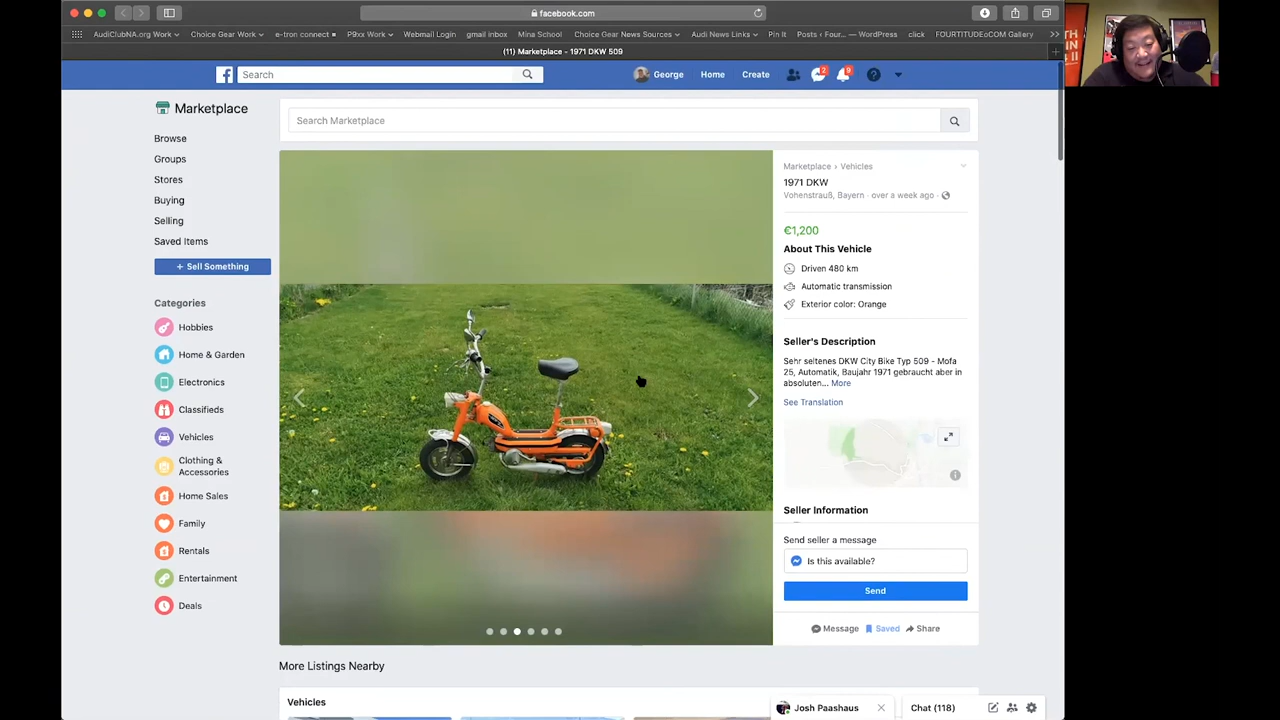 facebook.com
AudiClubNA.org Work
Choice Gear Work
e-tron connect
P9xx Work
Webmail Login
gmail inbox
Mina School
Choice Gear News Sources
Audi News Links
Pin It
Posts ‹ Four... — WordPress
click
FOURTITUDEoCOM Gallery
(11) Marketplace - 1971 DKW 509
f
Search
George
Home
Create
2
9
?
Marketplace
Search Marketplace
Browse
Groups
Stores
Buying
Selling
Saved Items
+ Sell Something
Categories
Hobbies
Home & Garden
Electronics
Classifieds
Vehicles
Clothing &
Accessories
Home Sales
Family
Rentals
Entertainment
Deals
Marketplace › Vehicles
1971 DKW
Vohenstrauß, Bayern · over a week ago ·
€1,200
About This Vehicle
Driven 480 km
Automatic transmission
Exterior color: Orange
Seller's Description
Sehr seltenes DKW City Bike Typ 509 - Mofa
25, Automatik, Baujahr 1971 gebraucht aber in
absoluten... More
See Translation
Seller Information
Send seller a message
Is this available?
Send
Message
Saved
Share
More Listings Nearby
Vehicles
Josh Paashaus
Chat (118)